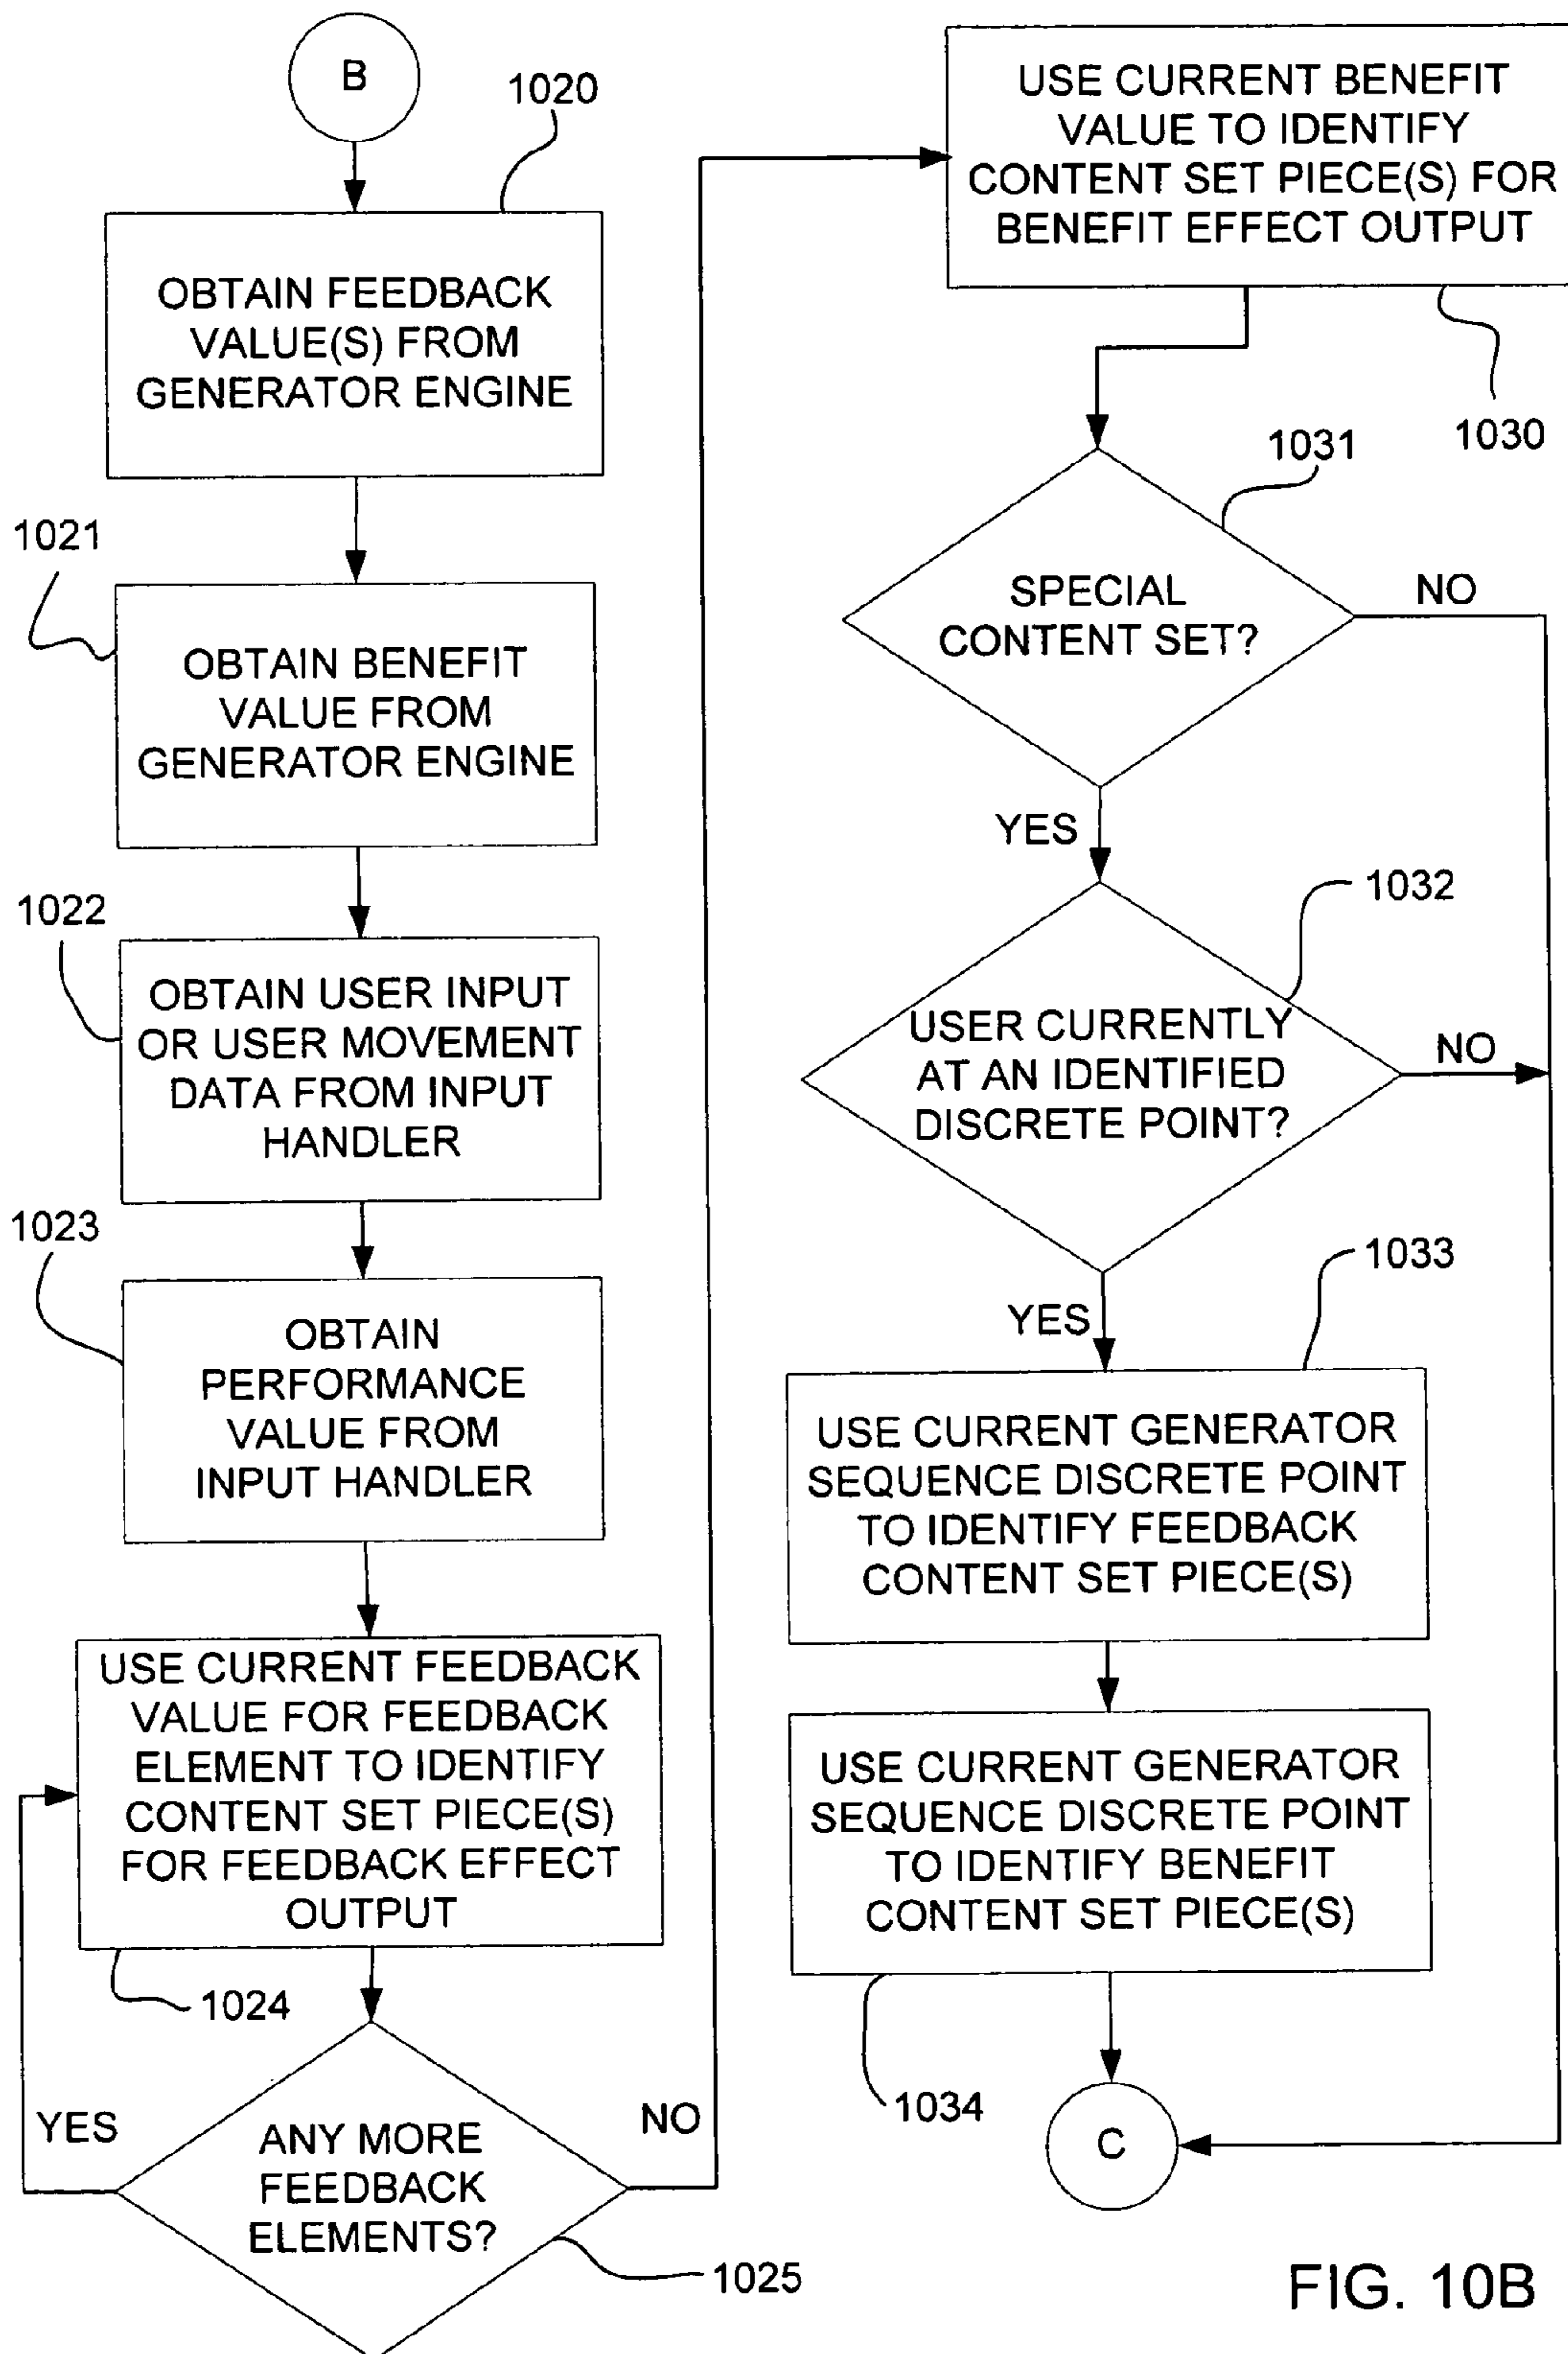 B
1020
OBTAIN FEEDBACK
VALUE(S) FROM
GENERATOR ENGINE
1021
OBTAIN BENEFIT
VALUE FROM
GENERATOR ENGINE
1022
OBTAIN USER INPUT
OR USER MOVEMENT
DATA FROM INPUT
HANDLER
1023
OBTAIN
PERFORMANCE
VALUE FROM
INPUT HANDLER
USE CURRENT FEEDBACK
VALUE FOR FEEDBACK
ELEMENT TO IDENTIFY
CONTENT SET PIECE(S)
FOR FEEDBACK EFFECT
OUTPUT
1024
YES
ANY MORE
FEEDBACK
ELEMENTS?
NO
1025
USE CURRENT BENEFIT
VALUE TO IDENTIFY
CONTENT SET PIECE(S) FOR
BENEFIT EFFECT OUTPUT
1030
1031
SPECIAL
CONTENT SET?
NO
YES
1032
USER CURRENTLY
AT AN IDENTIFIED
DISCRETE POINT?
NO
YES
1033
USE CURRENT GENERATOR
SEQUENCE DISCRETE POINT
TO IDENTIFY FEEDBACK
CONTENT SET PIECE(S)
USE CURRENT GENERATOR
SEQUENCE DISCRETE POINT
TO IDENTIFY BENEFIT
CONTENT SET PIECE(S)
1034
C
FIG. 10B